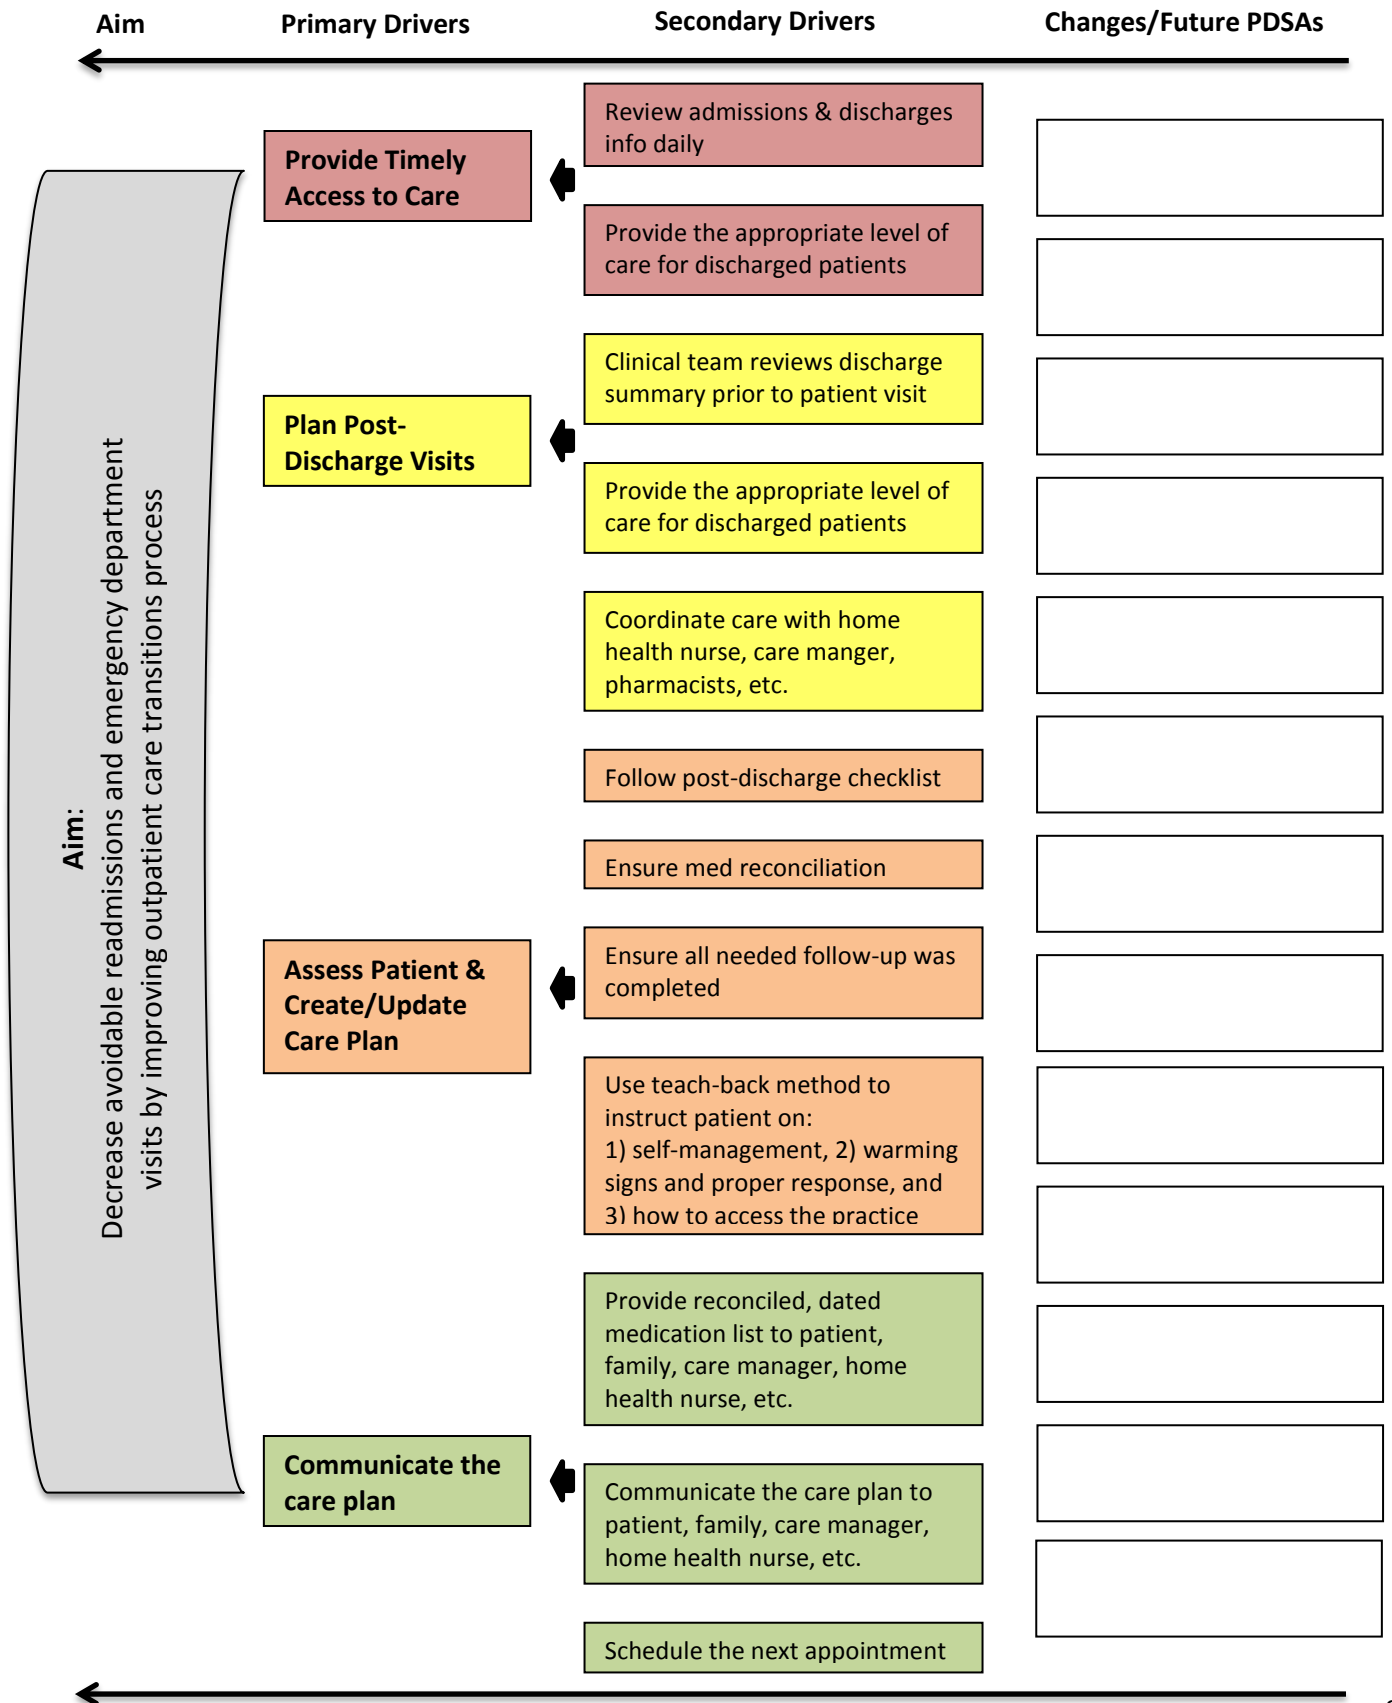 Aim
Primary Drivers
Secondary Drivers
Changes/Future PDSAs
Aim:
Decrease avoidable readmissions and emergency department
visits by improving outpatient care transitions process
Provide Timely
Access to Care
Review admissions & discharges
info daily
Provide the appropriate level of
care for discharged patients
Plan Post-
Discharge Visits
Clinical team reviews discharge
summary prior to patient visit
Provide the appropriate level of
care for discharged patients
Coordinate care with home
health nurse, care manger,
pharmacists, etc.
Assess Patient &
Create/Update
Care Plan
Follow post-discharge checklist
Ensure med reconciliation
Ensure all needed follow-up was
completed
Use teach-back method to
instruct patient on:
1) self-management, 2) warming
signs and proper response, and
3) how to access the practice
Communicate the
care plan
Provide reconciled, dated
medication list to patient,
family, care manager, home
health nurse, etc.
Communicate the care plan to
patient, family, care manager,
home health nurse, etc.
Schedule the next appointment